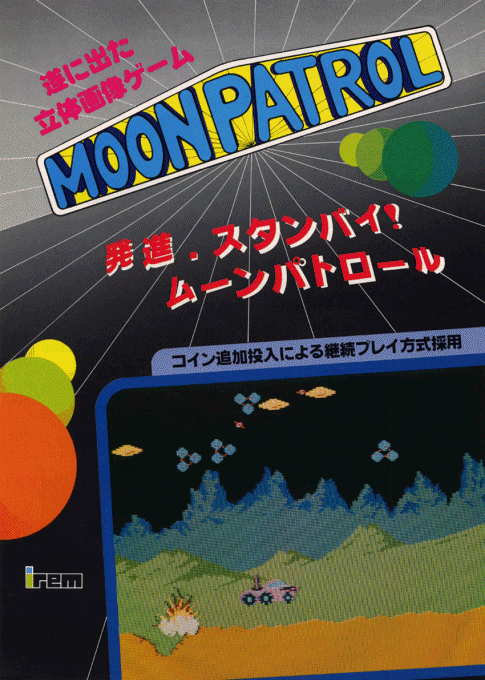 遂に出た
立体画像ゲーム
MOON PATROL
発進・スタンバイ!
ムーンパトロール
コイン追加投入による継続プレイ方式採用
irem